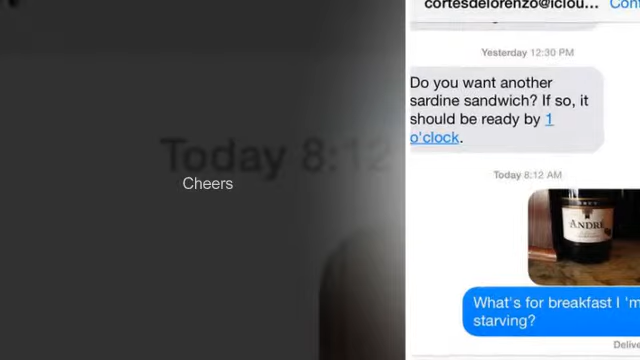 Today 8:12
Cheers
cortesdelorenzo@iclou...
Yesterday 12:30 PM
Do you want another
sardine sandwich? If so, it
should be ready by 1
o'clock.
Today 8:12 AM
ANDRÉ
What's for breakfast I 'm
starving?